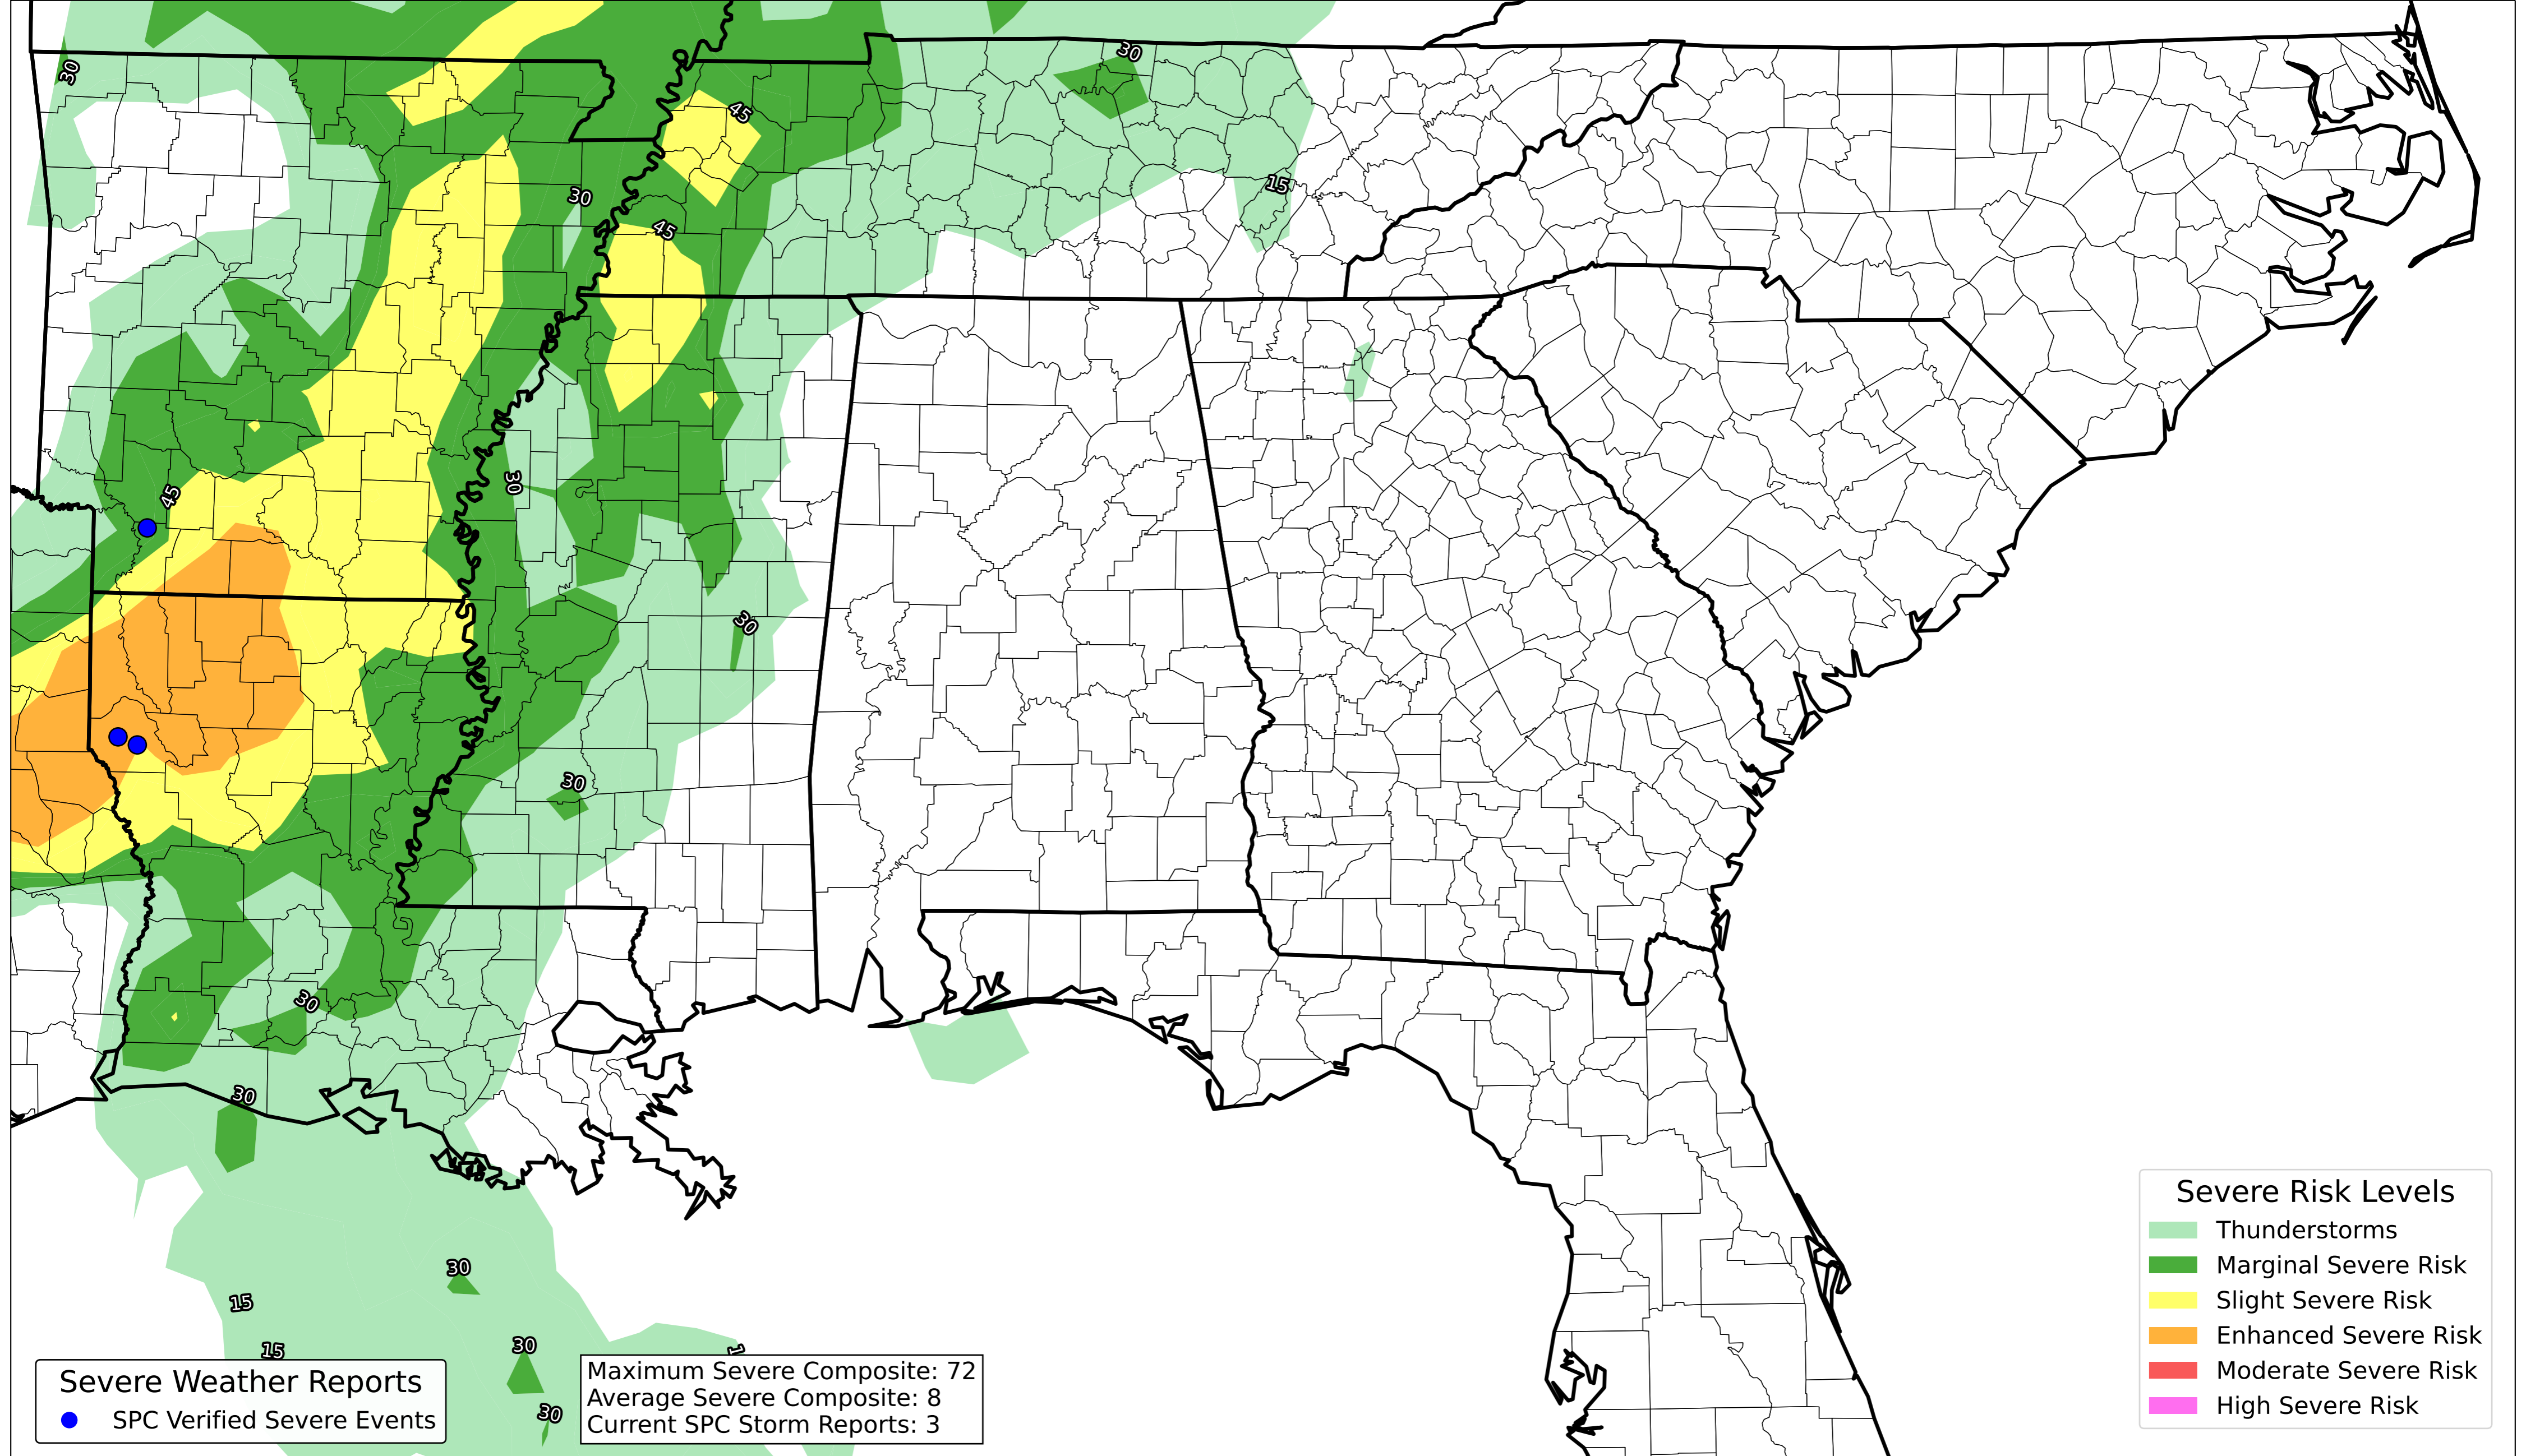 30
30
45
15
30
45
45
30
30
30
30
30
15
30
15
30
30
Severe Weather Reports
SPC Verified Severe Events
Maximum Severe Composite: 72
Average Severe Composite: 8
Current SPC Storm Reports: 3
Severe Risk Levels
Thunderstorms
Marginal Severe Risk
Slight Severe Risk
Enhanced Severe Risk
Moderate Severe Risk
High Severe Risk